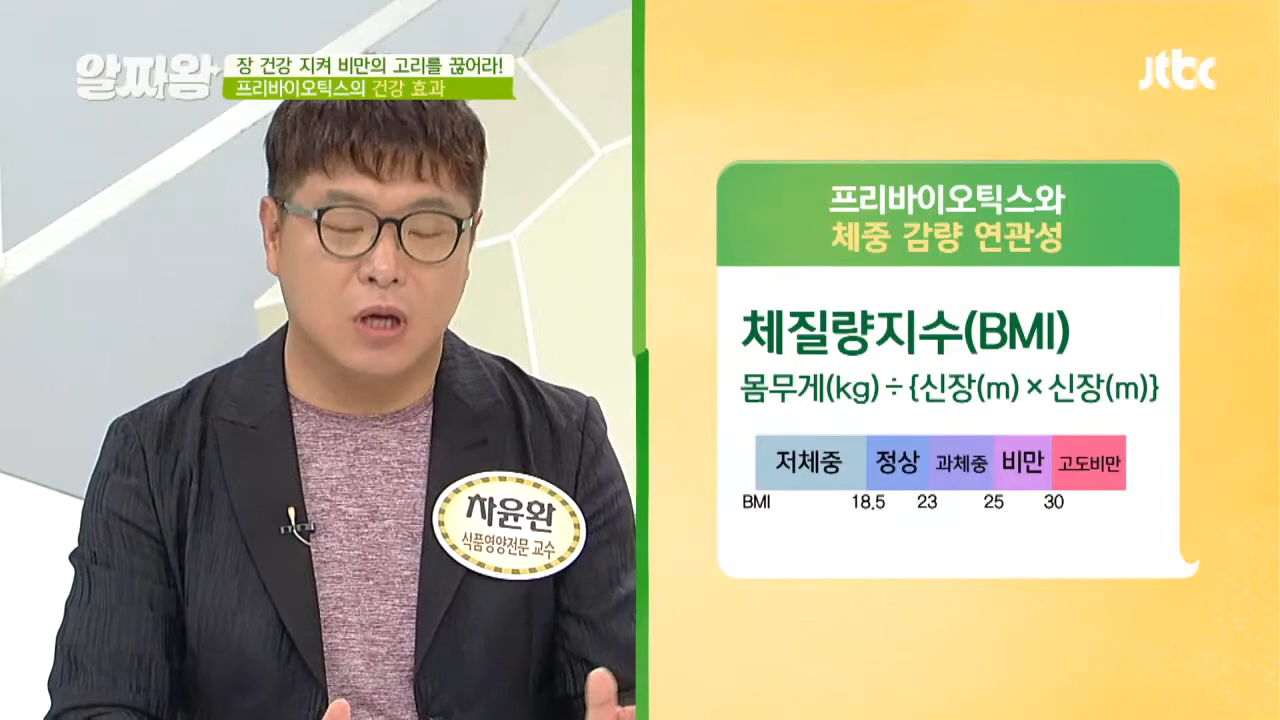 알짜왕
장 건강 지켜 비만의 고리를 끊어라!
프리바이오틱스의 건강 효과
jtbc
프리바이오틱스와
체중 감량 연관성
체질량지수(BMI)
몸무게(kg) ÷ {신장(m) × 신장(m)}
저체중 정상 과체중 비만 고도비만
BMI 18.5 23 25 30
차윤환
식품영양전문 교수